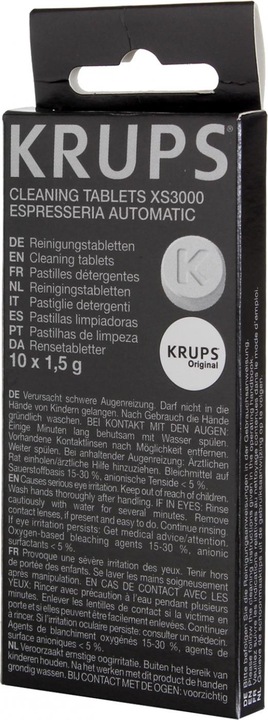 KRUPS®
CLEANING TABLETS XS3000
ESPRESSERIA AUTOMATIC
DE Reinigungstabletten
EN Cleaning tablets
FR Pastilles détergentes
NL Reinigingstabletten
IT Pastiglie detergenti
ES Pastillas limpiadoras
PT Pastilhas de limpeza
DA Rensetabletter
10 x 1,5 g
K
KRUPS
Original
DE Verursacht schwere Augenreizung. Darf nicht in die
Hände von Kindern gelangen. Nach Gebrauch die Hände
gründlich waschen. BEI KONTAKT MIT DEN AUGEN:
Einige Minuten lang behutsam mit Wasser spülen.
Vorhandene Kontaktlinsen nach Möglichkeit entfernen.
Weiter spülen. Bei anhaltender Augenreizung: Ärztlichen
Rat einholen/ärztliche Hilfe hinzuziehen. Bleichmittel auf
Sauerstoffbasis 15-30 %, anionische Tenside < 5 %.
EN Causes serious eye irritation. Keep out of reach of children.
Wash hands thoroughly after handling. IF IN EYES: Rinse
cautiously with water for several minutes. Remove
contact lenses, if present and easy to do. Continue rinsing.
If eye irritation persists: Get medical advice/attention
Oxygen-based bleaching agents 15-30 %, anionic
surfactants < 5 %.
FR Provoque une sévère irritation des yeux. Tenir hors
de portée des enfants. Se laver les mains soigneusement
après manipulation. EN CAS DE CONTACT AVEC LES
YEUX: Rincer avec précaution à l'eau pendant plusieurs
minutes. Enlever les lentilles de contact si la victime en
porte et si elles peuvent être facilement enlevées. Continuer
à rincer. Si l'irritation oculaire persiste: consulter un médecin.
Agents de blanchiment oxygénés 15-30 %, agents de
surface anioniques < 5 %.
NL Veroorzaakt ernstige oogirritatie. Buiten het bereik van
kinderen houden. Na het werken met dit product de handen
grondig wassen. BIJ CONTACT MET DE OGEN: voorzichtig